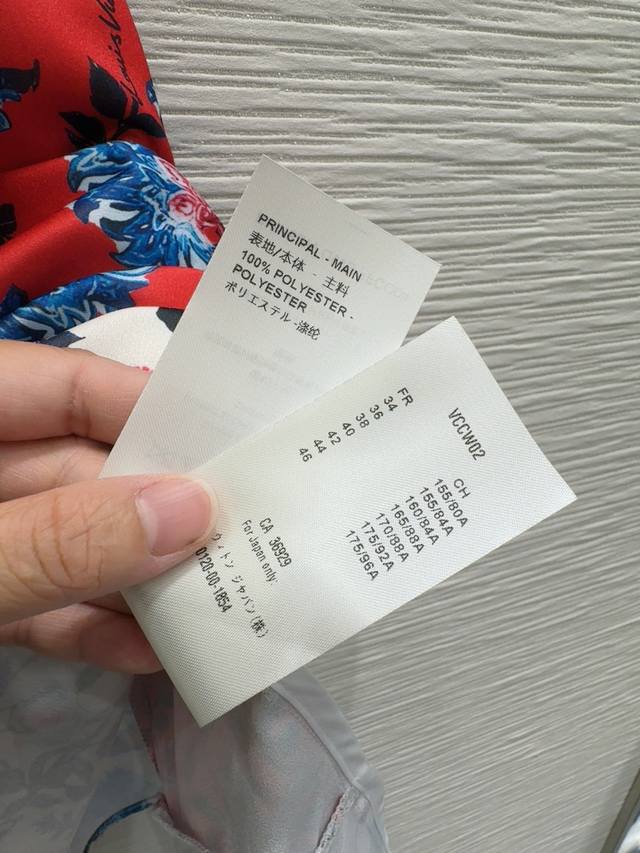 Louis Vu
PRINCIPAL - MAIN
表地/本体 - 主料
100% POLYESTER -
POLYESTER
ポリエステル -涤纶
VCCW02
FR
34
36
38
40
42
44
46
CH
155/80A
155/84A
160/84A
165/88A
170/88A
175/92A
175/96A
CA 36929
For Japan only:
ヴィトン ジャパン(株)
0120-00-1854